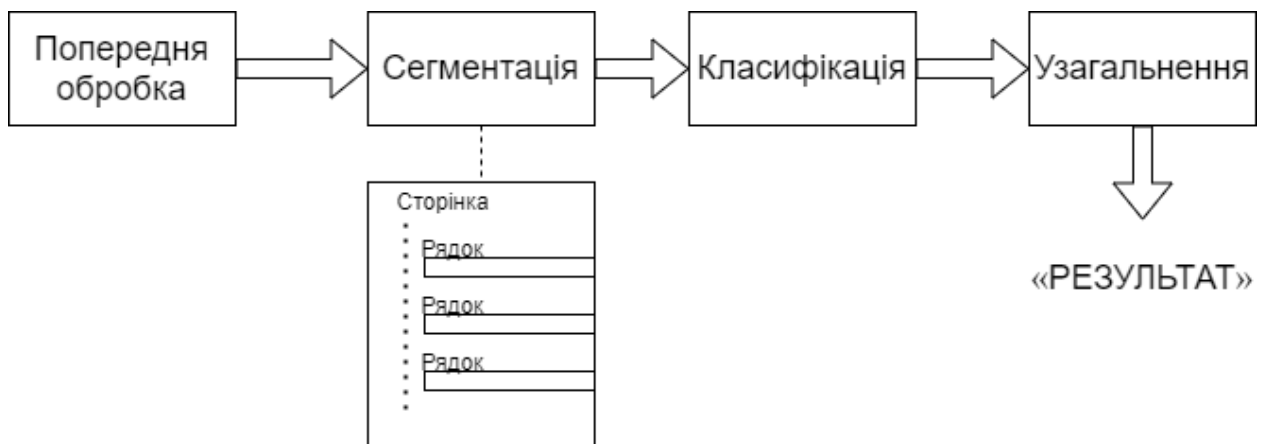 Попередня
обробка
Сегментація
Класифікація
Узагальнення
Сторінка
Рядок
Рядок
Рядок
«РЕЗУЛЬТАТ»